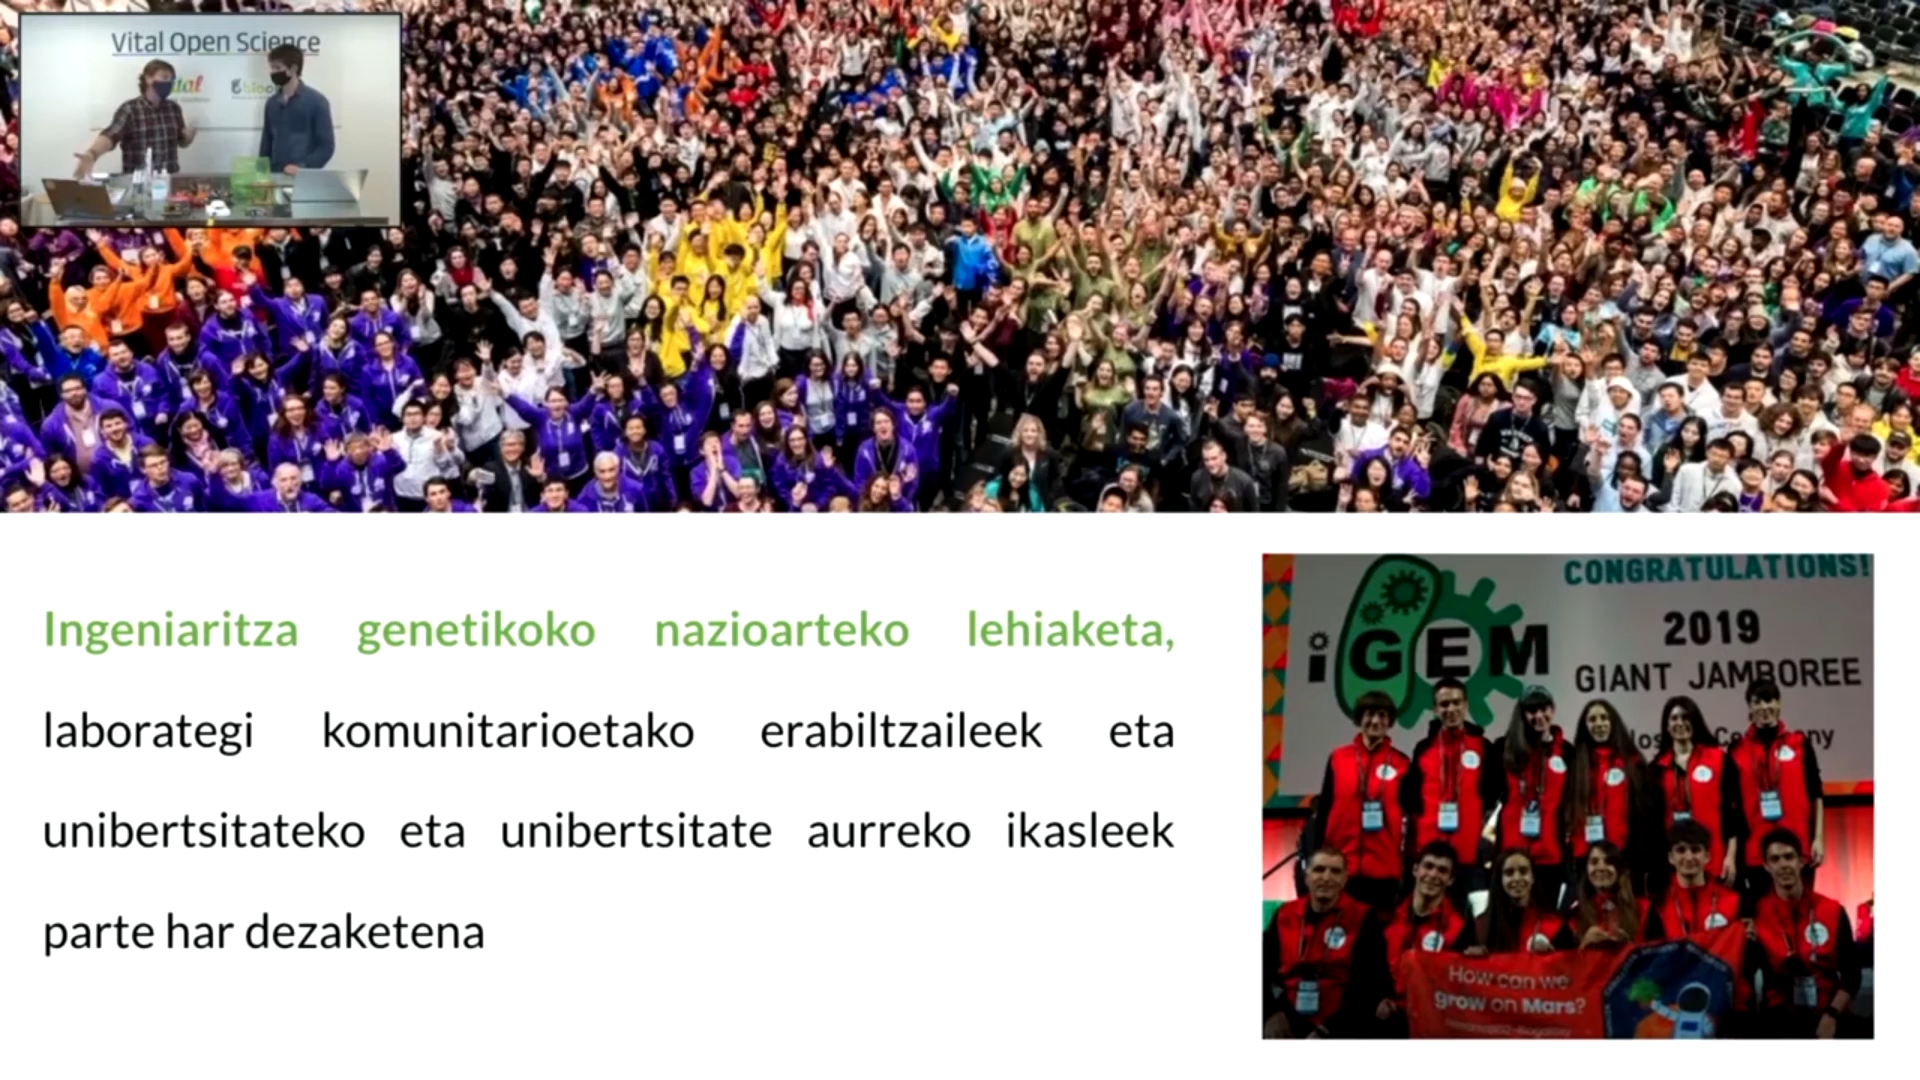 Vital Open Science
Ingeniaritza genetikoko nazioarteko lehiaketa,
laborategi komunitarioetako erabiltzaileek eta
unibertsitateko eta unibertsitate aurreko ikasleek
parte har dezaketena
CONGRATULATIONS!
iGEM
2019
GIANT JAMBOREE
How can we
grow on Mars?